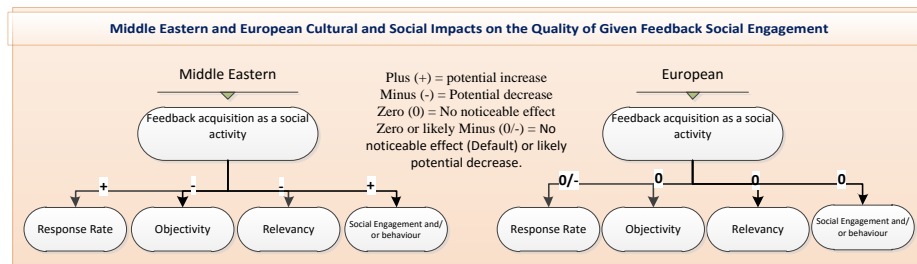 Middle Eastern and European Cultural and Social Impacts on the Quality of Given Feedback Social Engagement
Middle Eastern
Feedback acquisition as a social
activity
+
-
-
+
Response Rate
Objectivity
Relevancy
Social Engagement and/
or behaviour
Plus (+) = potential increase
Minus (-) = Potential decrease
Zero (0) = No noticeable effect
Zero or likely Minus (0/-) = No
noticeable effect (Default) or likely
potential decrease.
European
Feedback acquisition as a social
activity
0/-
0
0
0
Response Rate
Objectivity
Relevancy
Social Engagement and/
or behaviour